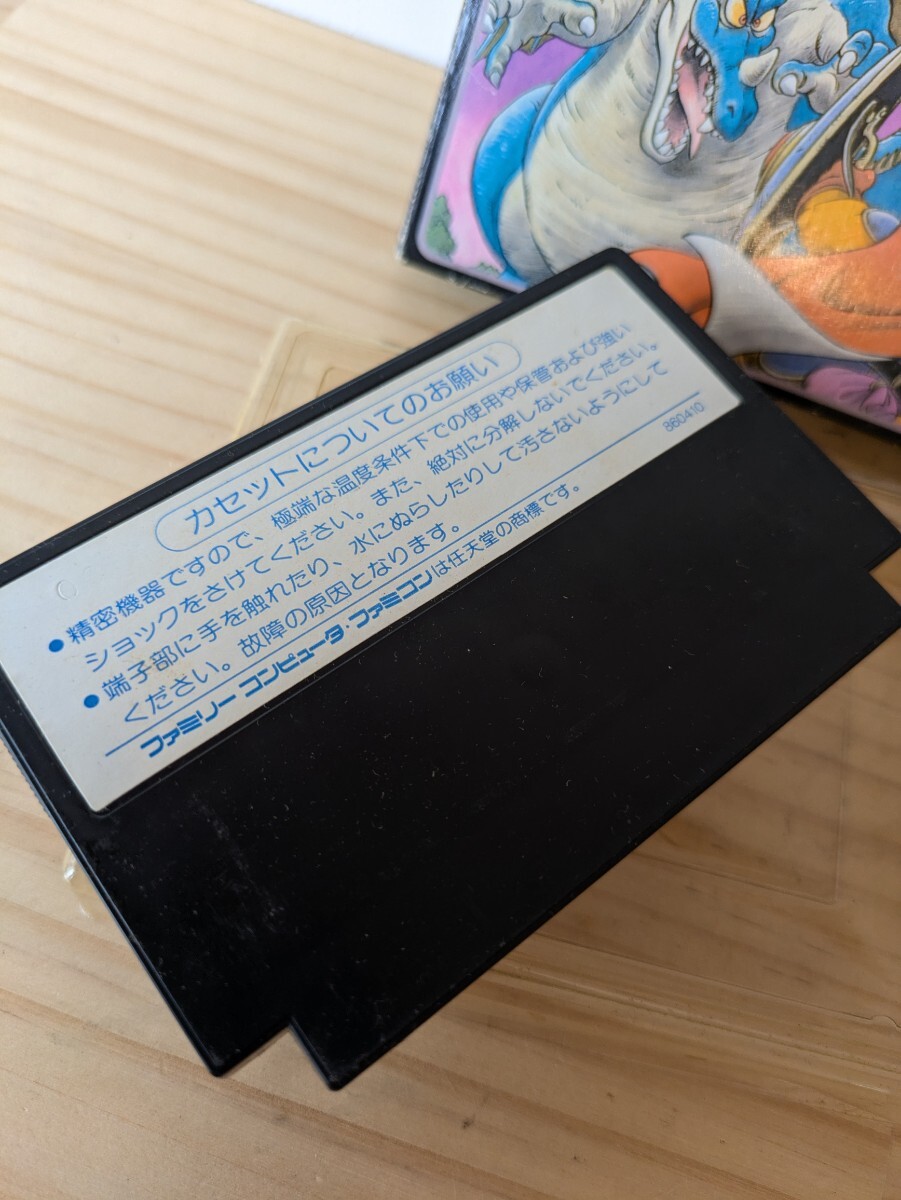 カセットについてのお願い
●精密機器ですので、極端な温度条件下での使用や保管および強い
ショックをさけてください。また、絶対に分解しないでください。
●端子部に手を触れたり、水にぬらしたりして汚さないようにして
ください。故障の原因となります。
860410
ファミリーコンピュータ・ファミコンは任天堂の商標です。